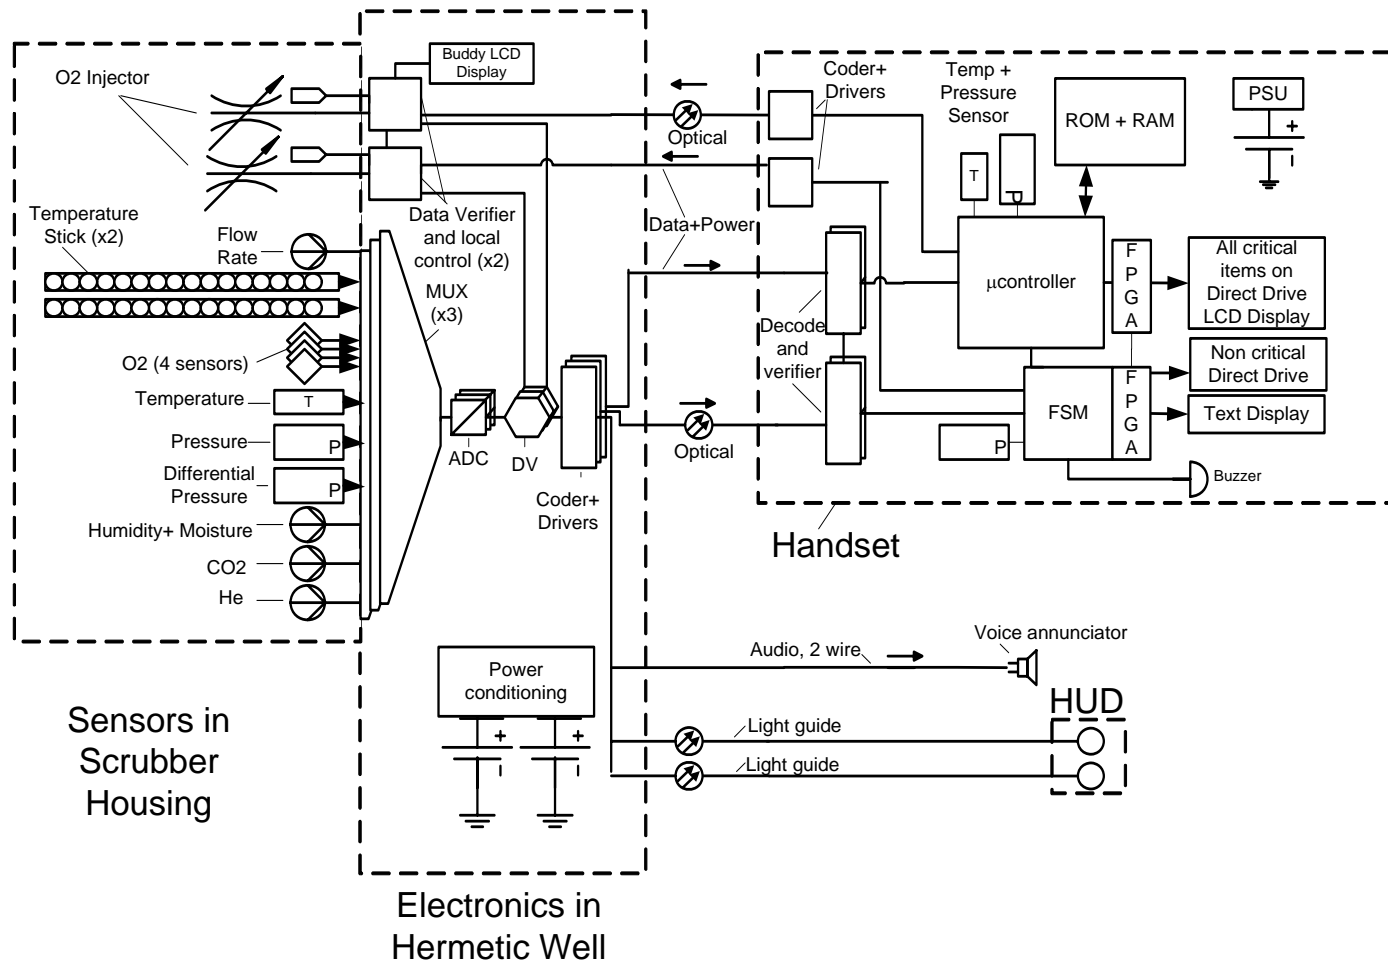 Buddy LCD
Display
O2 Injector
Optical
Coder+
Drivers
Temp +
Pressure
Sensor
ROM + RAM
PSU
+
I
T
P
Temperature
Stick (x2)
Flow
Rate
Data Verifier
and local
control (x2)
Data+Power
MUX
(x3)
μcontroller
F
P
G
A
All critical
items on
Direct Drive
LCD Display
Decode
and
verifier
O2 (4 sensors)
Non critical
Direct Drive
Temperature
T
FSM
F
P
G
A
Text Display
Pressure
P
ADC
DV
Optical
P
Buzzer
Differential
Pressure
P
Coder+
Drivers
Humidity+ Moisture
CO2
He
Handset
Voice annunciator
Audio, 2 wire
Power
conditioning
HUD
Light guide
Light guide
+
I
+
I
Sensors in
Scrubber
Housing
Electronics in
Hermetic Well